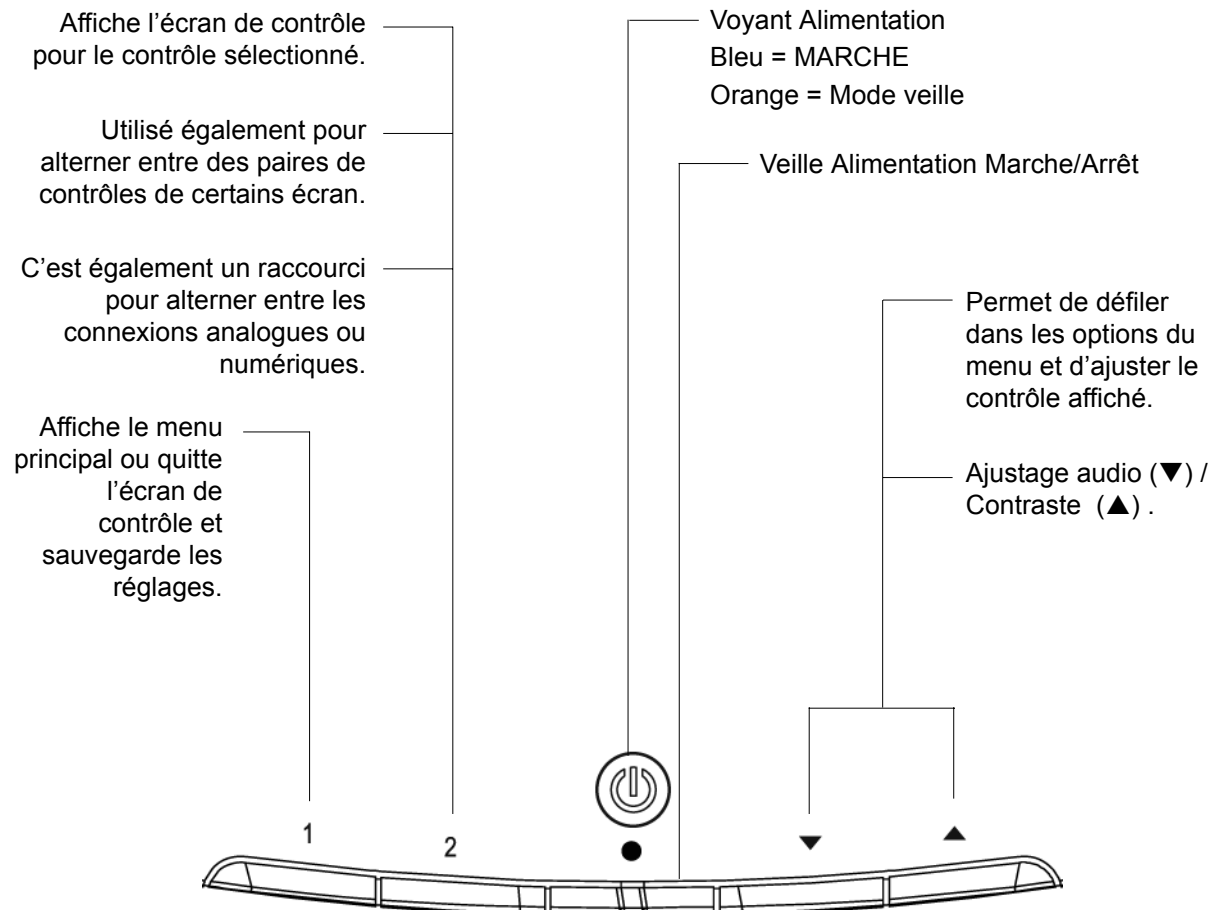 Affiche l’écran de contrôle
pour le contrôle sélectionné.
Utilisé également pour
alterner entre des paires de
contrôles de certains écran.
C’est également un raccourci
pour alterner entre les
connexions analogues ou
numériques.
Affiche le menu
principal ou quitte
l’écran de
contrôle et
sauvegarde les
réglages.
Voyant Alimentation
Bleu = MARCHE
Orange = Mode veille
Veille Alimentation Marche/Arrêt
Permet de défiler
dans les options du
menu et d’ajuster le
contrôle affiché.
Ajustage audio (▼) /
Contraste (▲) .
1
2
▼
▲